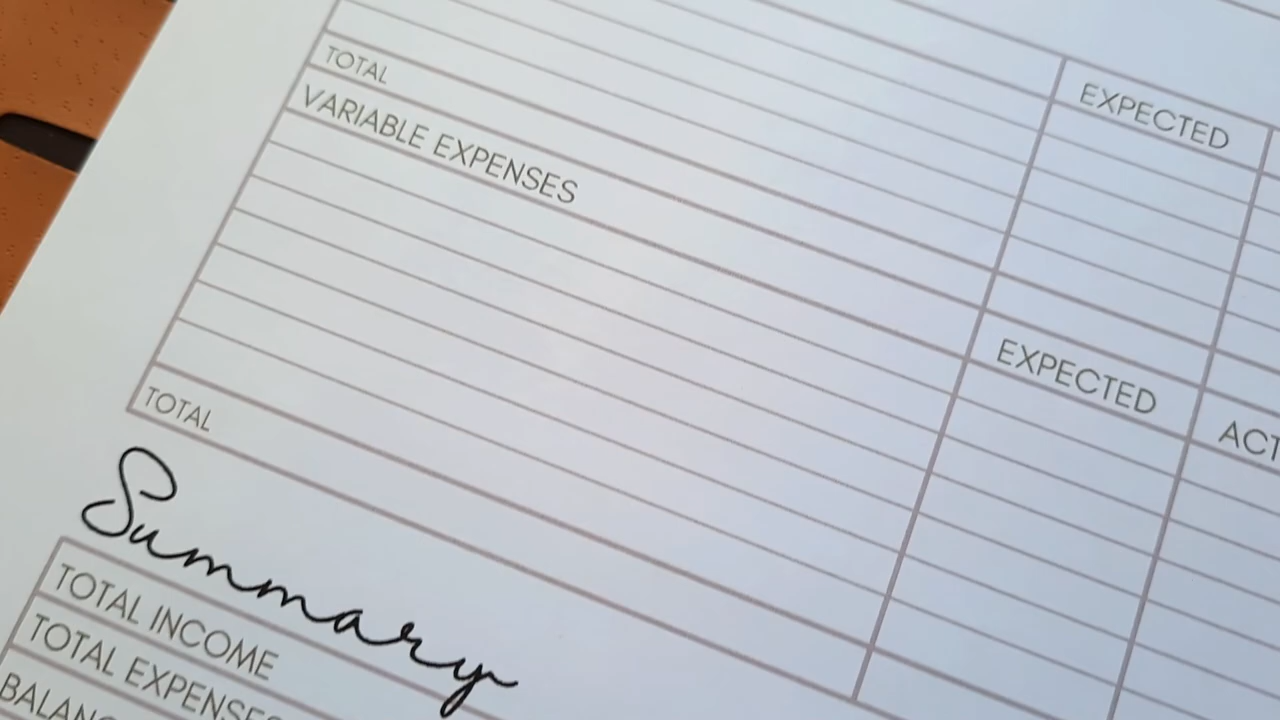 EXPECTED
TOTAL
VARIABLE EXPENSES
EXPECTED
TOTAL
Summary
TOTAL INCOME
TOTAL EXPENSES